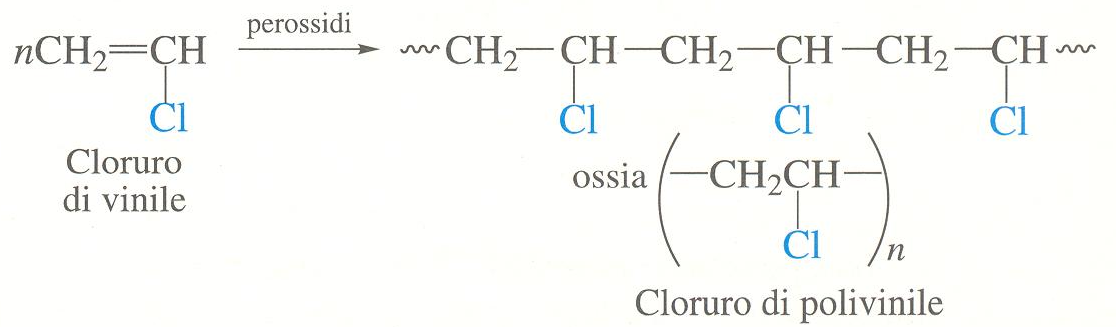 perossidi
nCH₂=CH → CH₂—CH—CH₂—CH—CH₂—CH
Cl Cl Cl Cl
Cloruro
di vinile
ossia (—CH₂CH—)n
Cl
Cloruro di polivinile